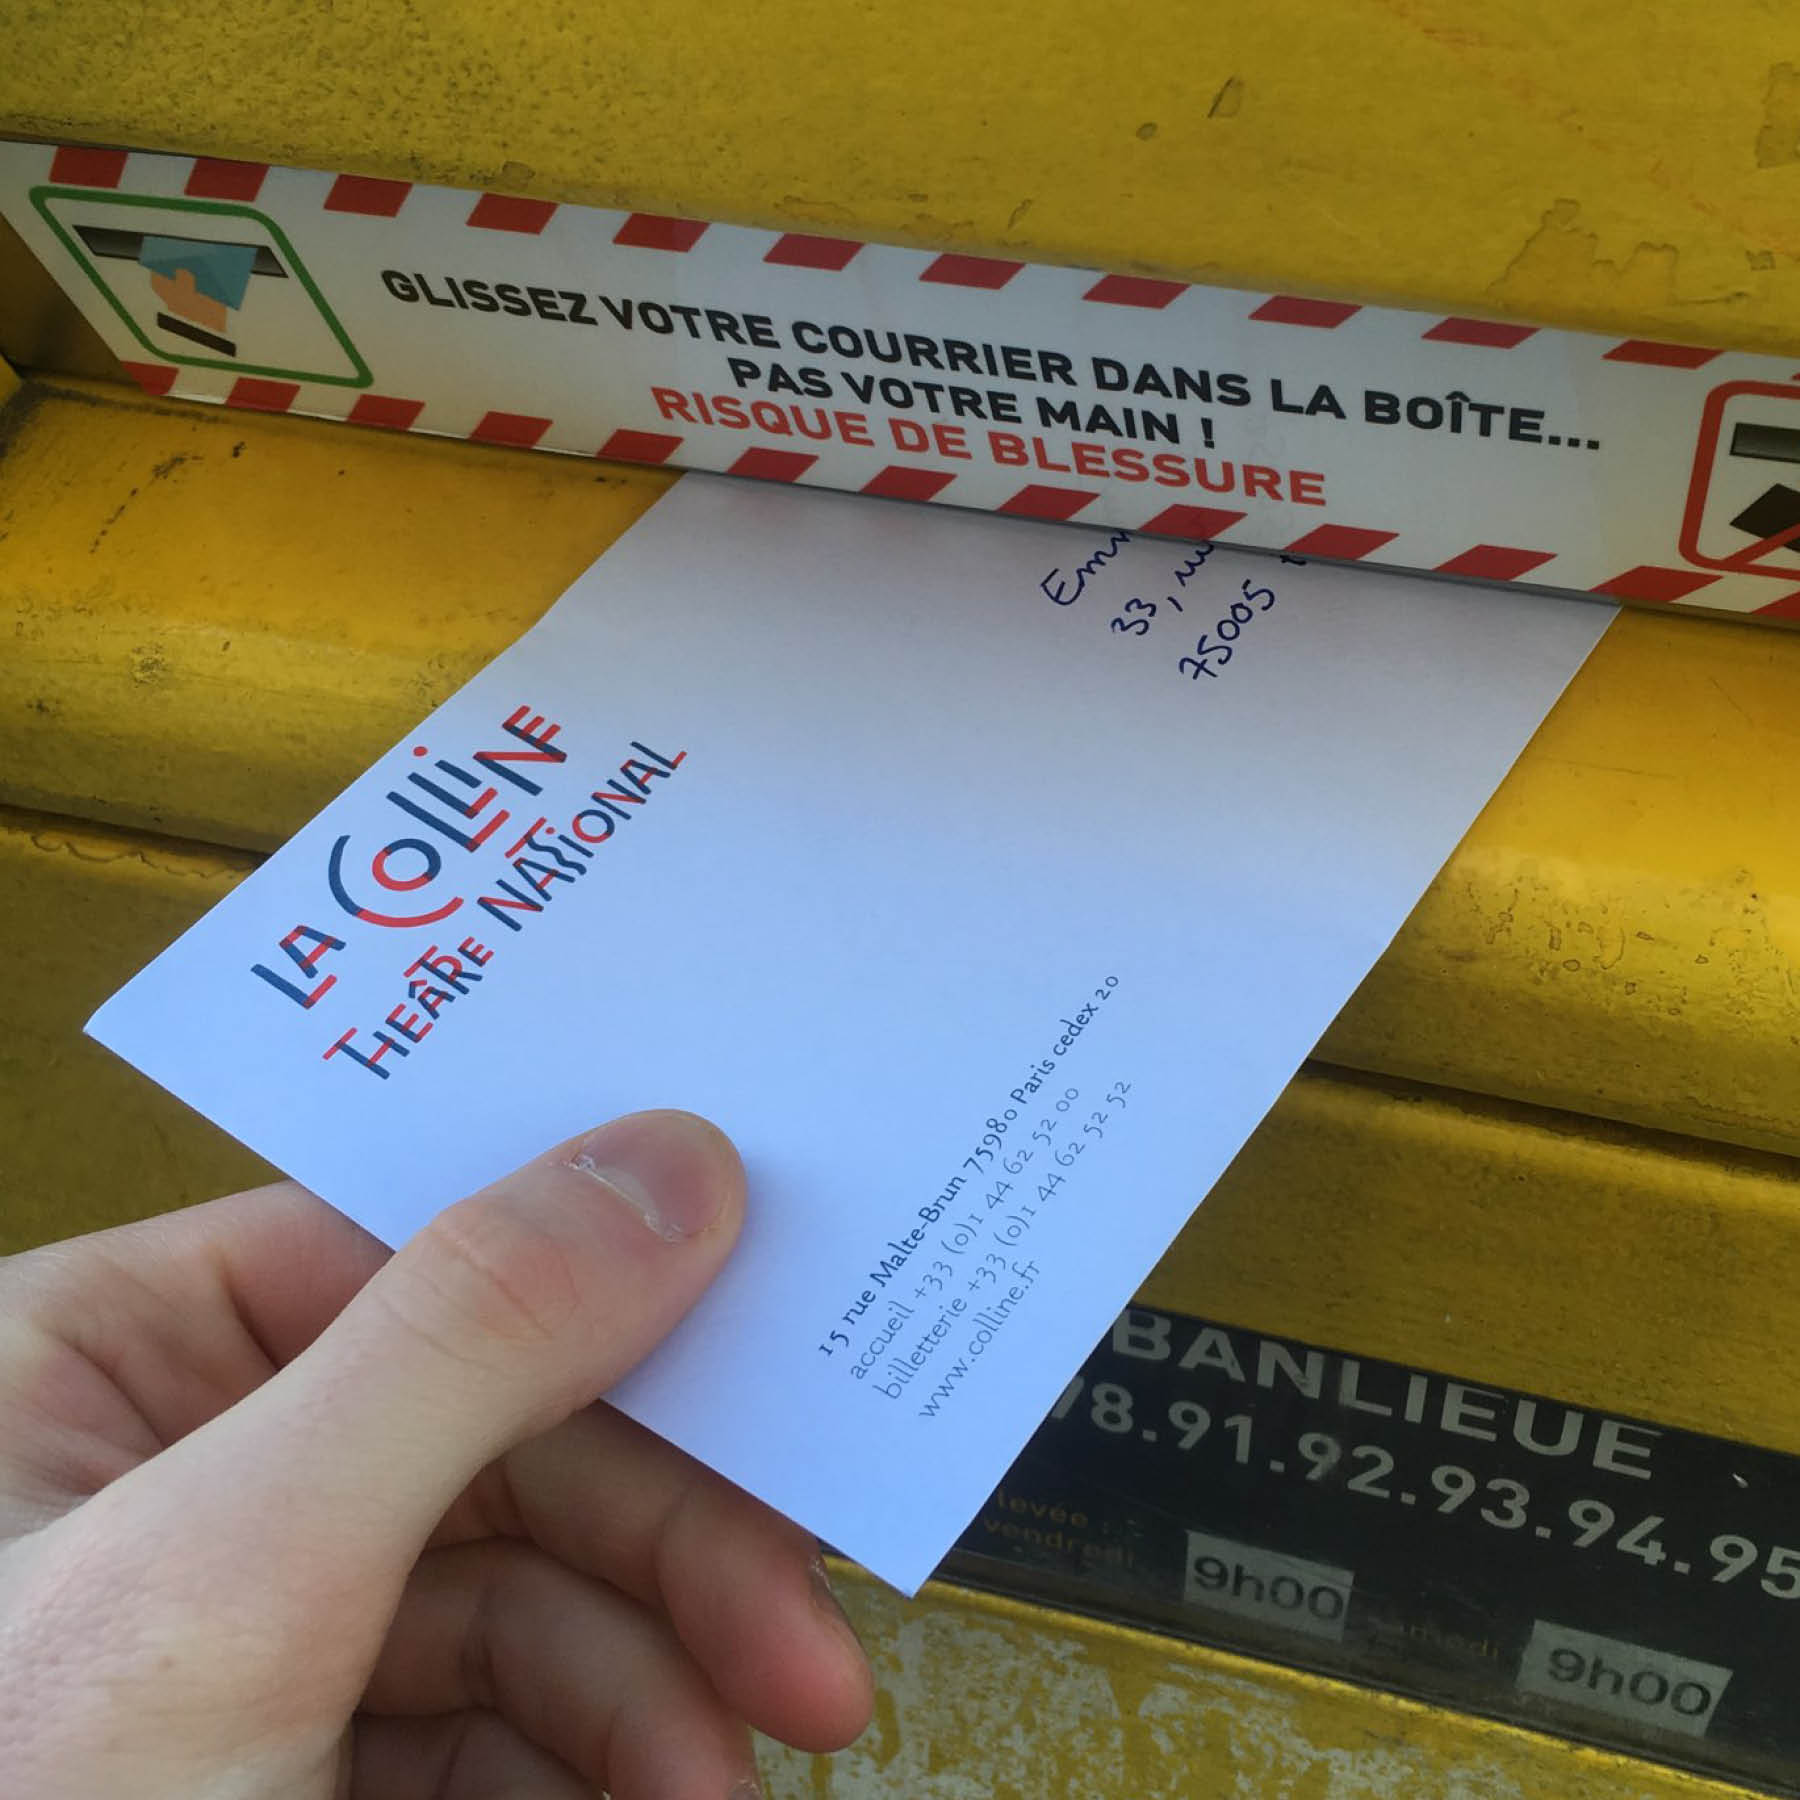 GLISSEZ VOTRE COURRIER DANS LA BOÎTE...
PAS VOTRE MAIN !
RISQUE DE BLESSURE
33,
75005
LA COLLINE
THÉÂTRE NATIONAL
15 rue Malte-Brun 75980 Paris cedex 20
accueil +33 (0)1 44 62 52 00
billetterie +33 (0)1 44 62 52 52
www.colline.fr
BANLIEUE
78.91.92.93.94.95
levée :
vendredi
9h00
samedi
9h00